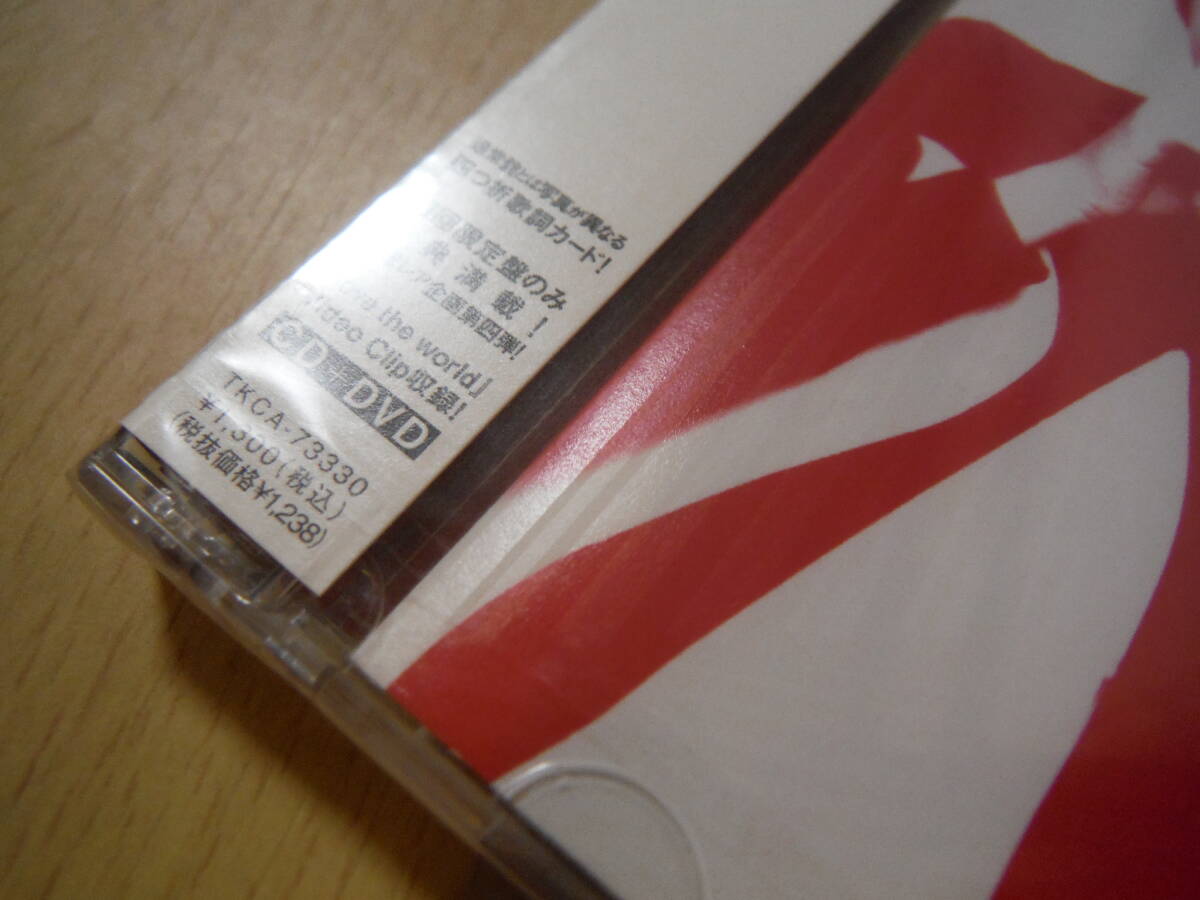 通常盤とは写真が異なる
四つ折歌詞カード!
限定盤のみ
満載!
企画第四弾!
the world』
Video Clip収録!
CD+DVD
TKCA-73330
¥1,300(税込)
(税抜価格¥1,238)